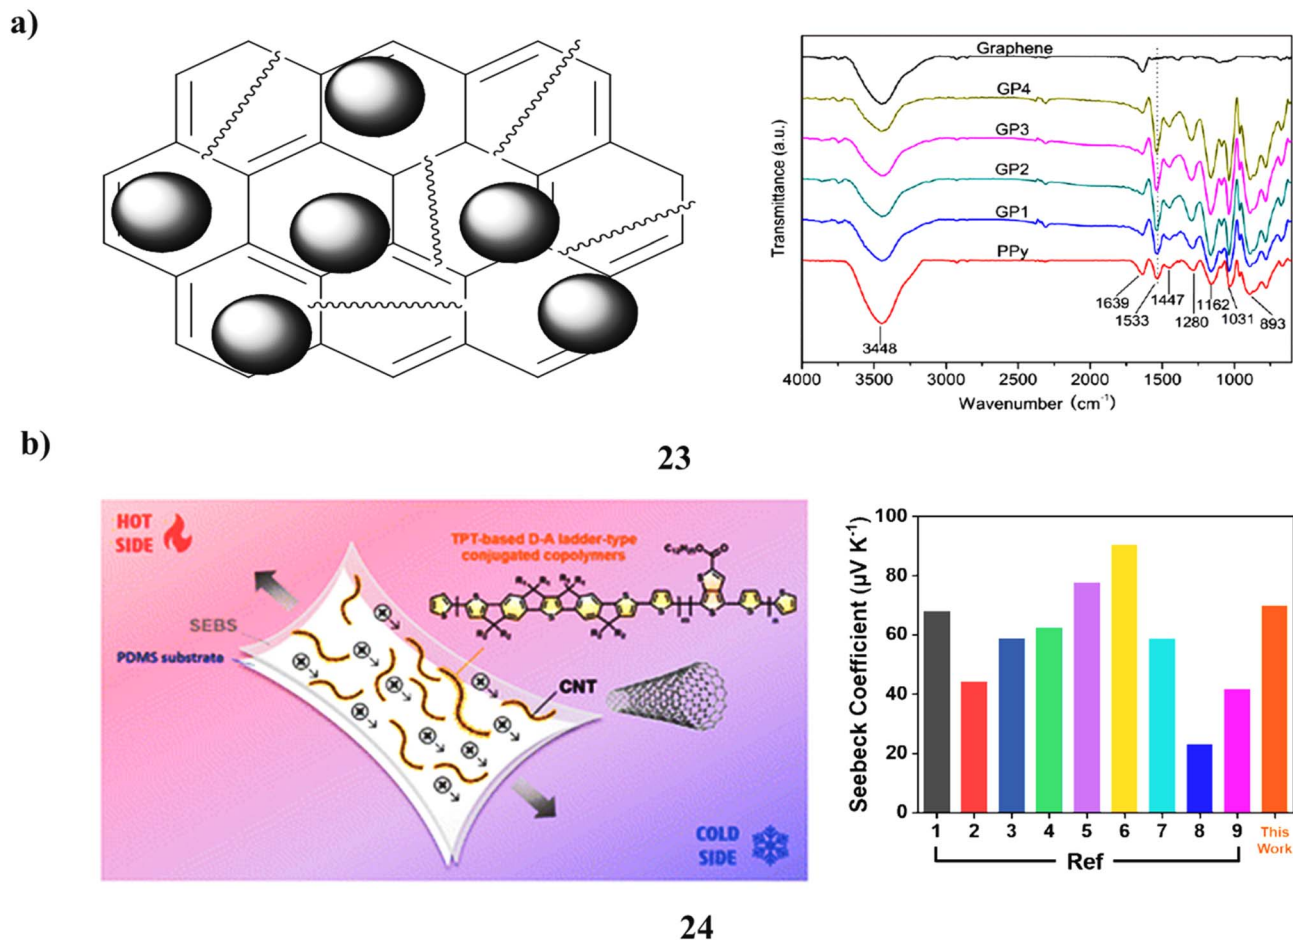 a)
Graphene
GP4
GP3
GP2
GP1
PPy
Transmittance (a.u.)
1639
1533
1447
1280
1162
1031
893
3448
4000 3500 3000 2500 2000 1500 1000
Wavenumber (cm⁻¹)
23
b)
HOT
SIDE
TPT-based D-A ladder-type
conjugated copolymers
SEBS
PDMS substrate
CNT
COLD
SIDE
Seebeck Coefficient (µV K⁻¹)
100
80
60
40
20
0
1 2 3 4 5 6 7 8 9 This
Work
Ref
24